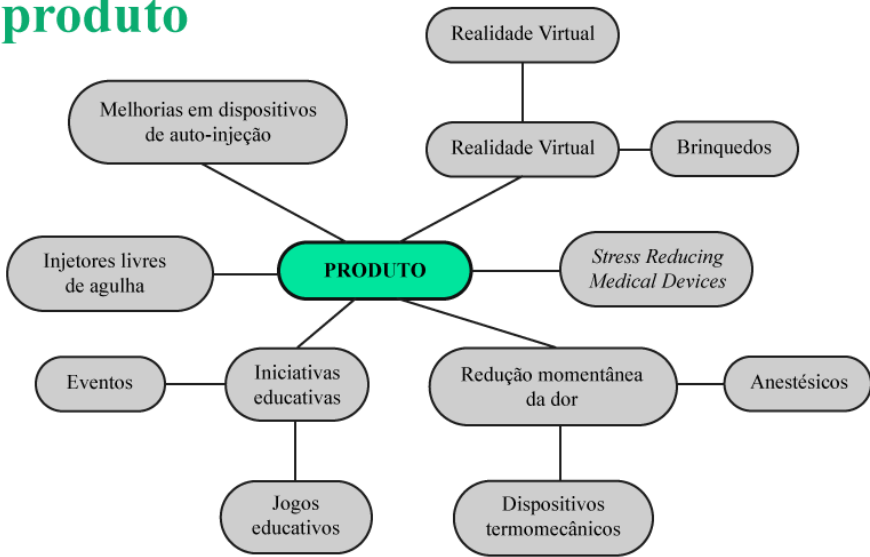 produto
Realidade Virtual
Melhorias em dispositivos
de auto-injeção
Realidade Virtual
Brinquedos
Injetores livres
de agulha
PRODUTO
Stress Reducing
Medical Devices
Eventos
Iniciativas
educativas
Redução momentânea
da dor
Anestésicos
Jogos
educativos
Dispositivos
termomecânicos